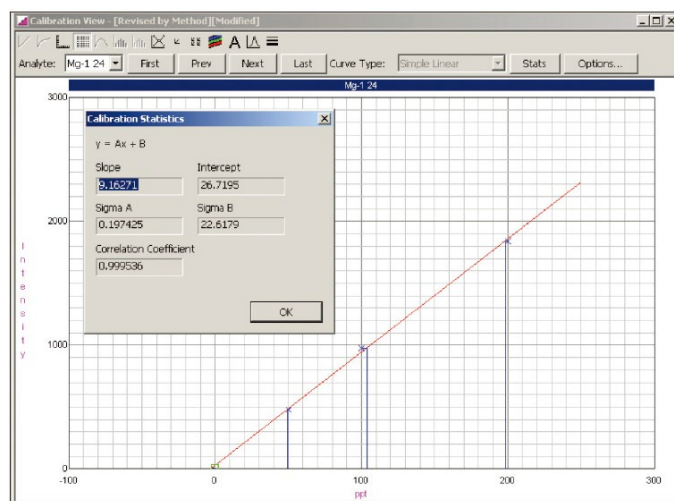 Calibration View - [Revised by Method][Modified]
Analyte: Mg-1 24 First Prev Next Last Curve Type: Simple Linear Stats Options...
Mg-1 24
3000
Calibration Statistics
y = Ax + B
Slope Intercept
9.16271 26.7195
Sigma A Sigma B
0.197425 22.6179
Correlation Coefficient
0.999536
OK
2000
Intensity
1000
0
-100 0 100 200 300
ppt